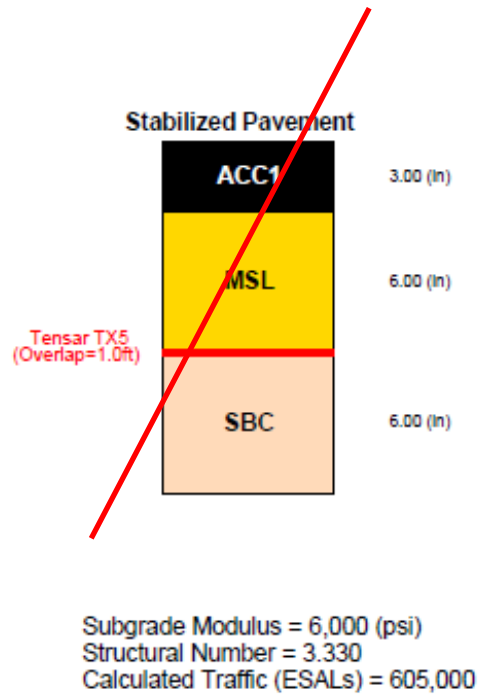 Stabilized Pavement
ACC1
3.00 (in)
MSL
6.00 (in)
Tensar TX5
(Overlap=1.0ft)
SBC
6.00 (in)
Subgrade Modulus = 6,000 (psi)
Structural Number = 3.330
Calculated Traffic (ESALs) = 605,000